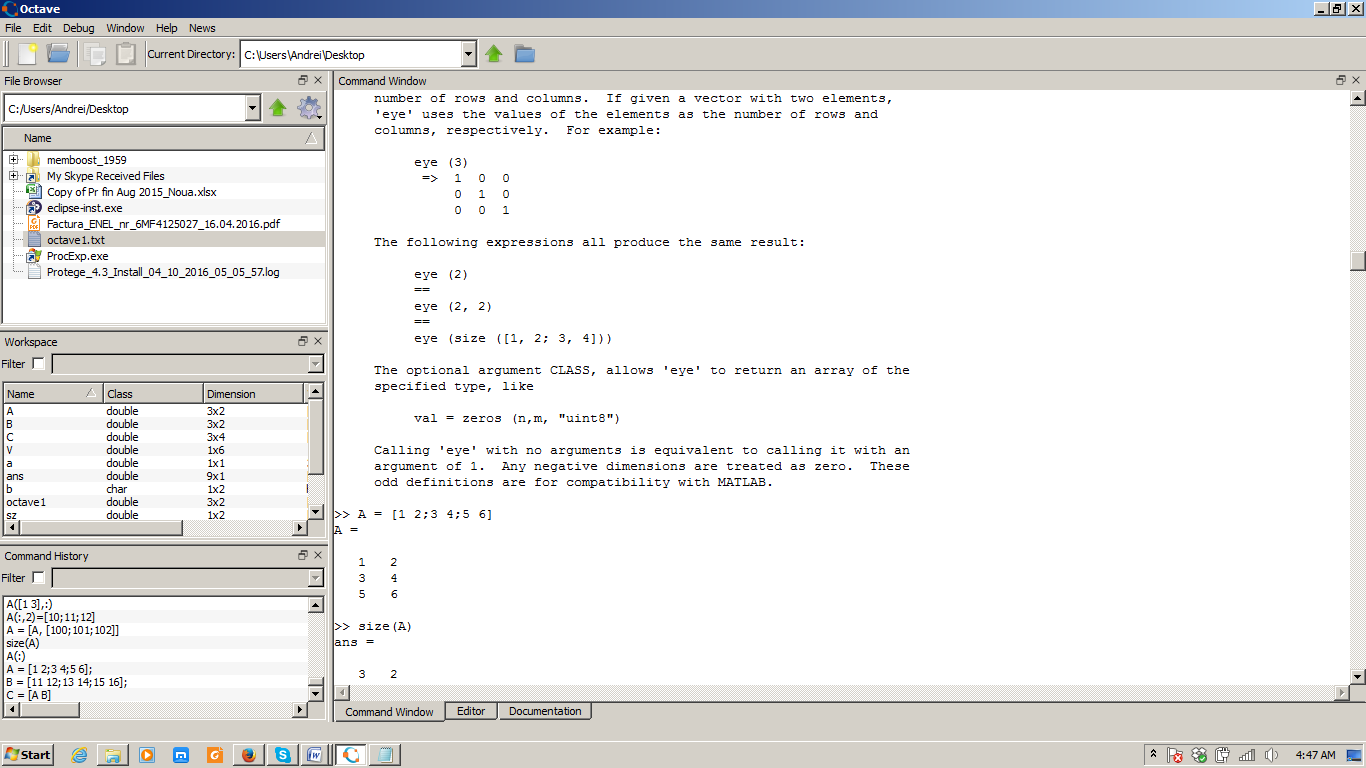 Octave
File Edit Debug Window Help News
Current Directory: C:\Users\Andrei\Desktop
File Browser
C:/Users/Andrei/Desktop
Name
memboost_1959
My Skype Received Files
Copy of Pr fin Aug 2015_Noua.xlsx
eclipse-inst.exe
Factura_ENEL_nr_6MF4125027_16.04.2016.pdf
octave1.txt
ProcExp.exe
Protege_4.3_Install_04_10_2016_05_05_57.log
Workspace
Filter
Name Class Dimension
A double 3x2
B double 3x2
C double 3x4
V double 1x6
a double 1x1
ans double 9x1
b char 1x2
octave1 double 3x2
sz double 1x2
Command History
Filter
A([1 3],:)
A(:,2)=[10;11;12]
A = [A, [100;101;102]]
size(A)
A(:)
A = [1 2;3 4;5 6];
B = [11 12;13 14;15 16];
C = [A B]
Command Window
number of rows and columns.  If given a vector with two elements,
'eye' uses the values of the elements as the number of rows and
columns, respectively.  For example:
eye (3)
=>  1  0  0
0  1  0
0  0  1
The following expressions all produce the same result:
eye (2)
==
eye (2, 2)
==
eye (size ([1, 2; 3, 4]))
The optional argument CLASS, allows 'eye' to return an array of the
specified type, like
val = zeros (n,m, "uint8")
Calling 'eye' with no arguments is equivalent to calling it with an
argument of 1.  Any negative dimensions are treated as zero.  These
odd definitions are for compatibility with MATLAB.
>> A = [1 2;3 4;5 6]
A =
1   2
3   4
5   6
>> size(A)
ans =
3   2
Command Window Editor Documentation
Start
4:47 AM